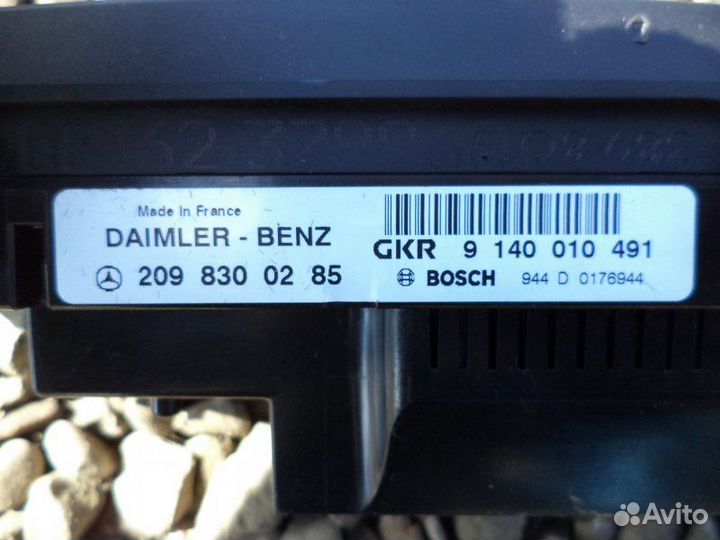 Made In France
DAIMLER - BENZ
209 830 02 85
GKR 9 140 010 491
BOSCH 944 D 0176944
Avito